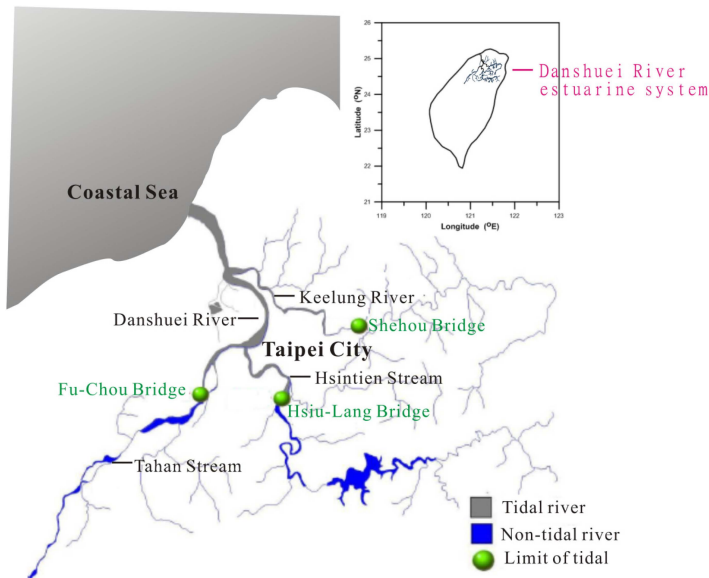 26
25
24
23
22
21
Latitude (°N)
119
120
121
122
123
Longitude (°E)
Danshuei River
estuarine system
Coastal Sea
Keelung River
Danshuei River
Shehou Bridge
Taipei City
Hsintien Stream
Fu-Chou Bridge
Hsiu-Lang Bridge
Tahan Stream
Tidal river
Non-tidal river
Limit of tidal